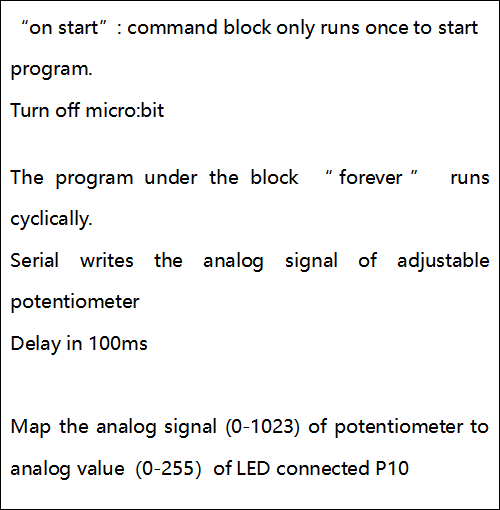 “on start”: command block only runs once to start
program.
Turn off micro:bit
The program under the block “forever” runs
cyclically.
Serial writes the analog signal of adjustable
potentiometer
Delay in 100ms
Map the analog signal (0-1023) of potentiometer to
analog value (0-255) of LED connected P10